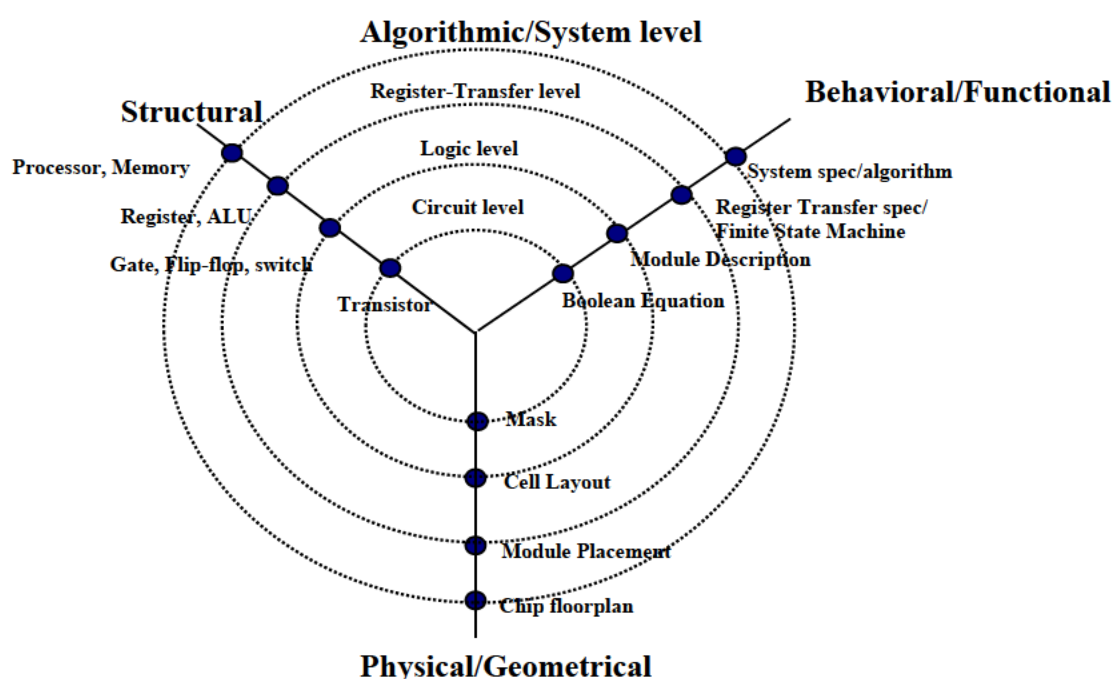 Algorithmic/System level
Register-Transfer level
Behavioral/Functional
Structural
Logic level
Processor, Memory
System spec/algorithm
Register, ALU
Circuit level
Register Transfer spec/
Finite State Machine
Gate, Flip-flop, switch
Module Description
Transistor
Boolean Equation
Mask
Cell Layout
Module Placement
Chip floorplan
Physical/Geometrical